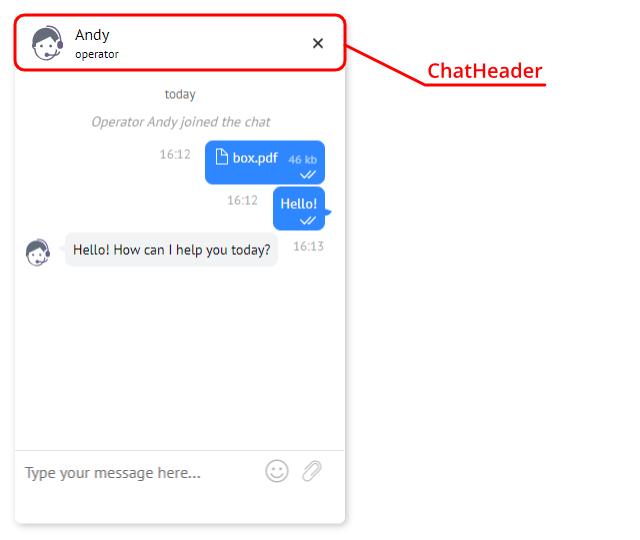 Andy
operator
ChatHeader
today
Operator Andy joined the chat
16:12 box.pdf 46 kb
16:12 Hello!
Hello! How can I help you today? 16:13
Type your message here...